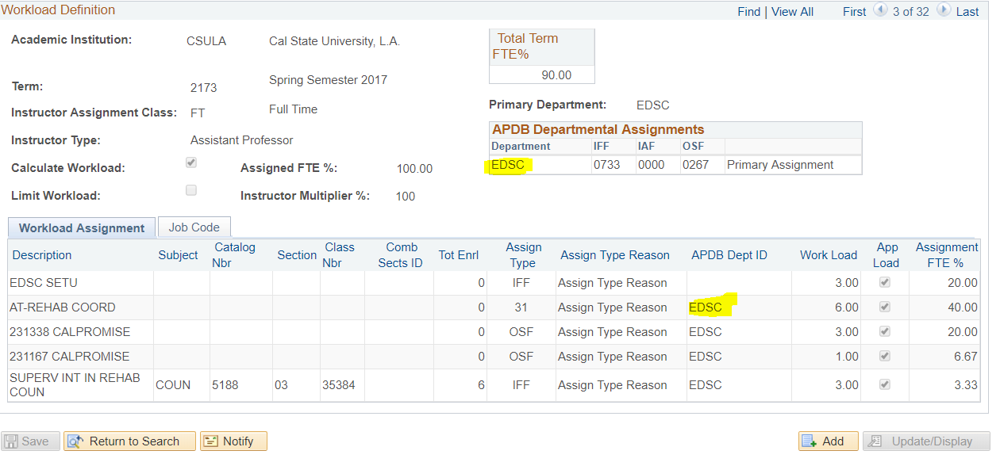 Workload Definition Find | View All First 3 of 32 Last
Academic Institution: CSULA Cal State University, L.A.
Total Term
FTE%
90.00
Term: 2173 Spring Semester 2017
Instructor Assignment Class: FT Full Time
Primary Department: EDSC
Instructor Type: Assistant Professor
Calculate Workload: Assigned FTE %: 100.00
Limit Workload: Instructor Multiplier %: 100
APDB Departmental Assignments
Department IFF IAF OSF
EDSC 0733 0000 0267 Primary Assignment
Workload Assignment Job Code
Description Subject Catalog Nbr Section Class Nbr Comb Sects ID Tot Enrl Assign Type Assign Type Reason APDB Dept ID Work Load App Load Assignment FTE %
EDSC SETU 0 IFF Assign Type Reason 3.00 20.00
AT-REHAB COORD 0 31 Assign Type Reason EDSC 6.00 40.00
231338 CALPROMISE 0 OSF Assign Type Reason EDSC 3.00 20.00
231167 CALPROMISE 0 OSF Assign Type Reason EDSC 1.00 6.67
SUPERV INT IN REHAB COUN COUN 5188 03 35384 6 IFF Assign Type Reason EDSC 3.00 3.33
Save Return to Search Notify Add Update/Display